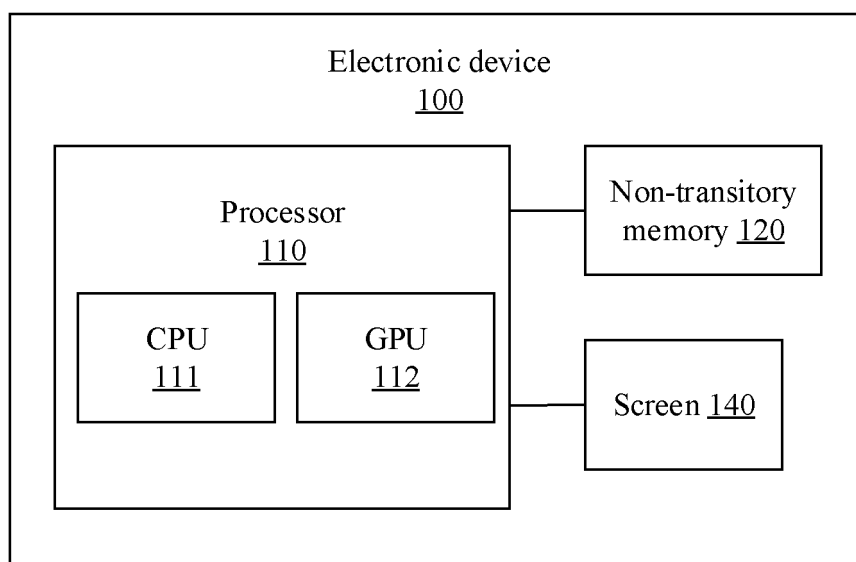 Electronic device
100
Processor
110
CPU
111
GPU
112
Non-transitory
memory 120
Screen 140